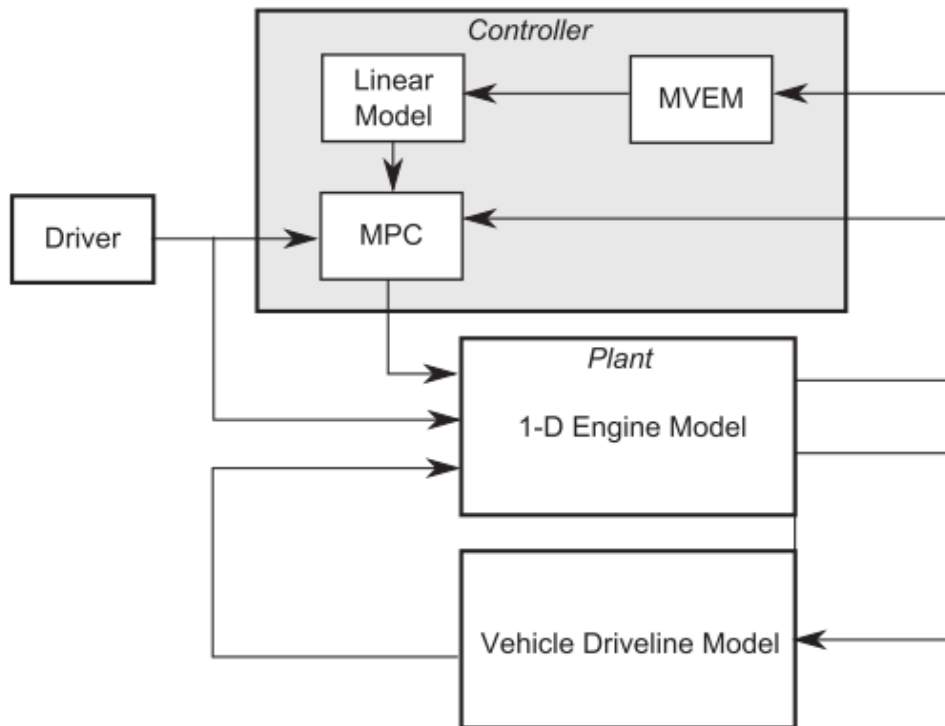 Controller
Linear
Model
MVEM
Driver
MPC
Plant
1-D Engine Model
Vehicle Driveline Model